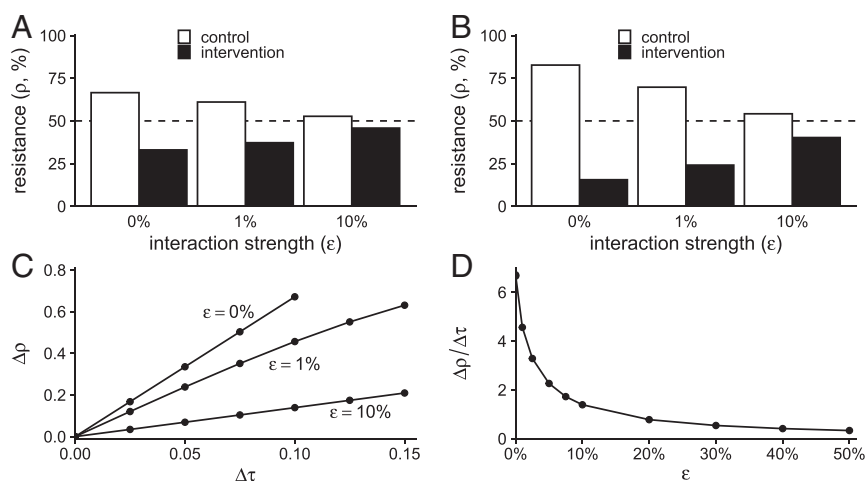 A
resistance (ρ, %)
100
75
50
25
0
control
intervention
0% 1% 10%
interaction strength (ε)
B
resistance (ρ, %)
100
75
50
25
0
control
intervention
0% 1% 10%
interaction strength (ε)
C
Δρ
0.8
0.6
0.4
0.2
0.0
ε = 0%
ε = 1%
ε = 10%
0.00 0.05 0.10 0.15
Δτ
D
Δρ/Δτ
6
4
2
0
0% 10% 20% 30% 40% 50%
ε